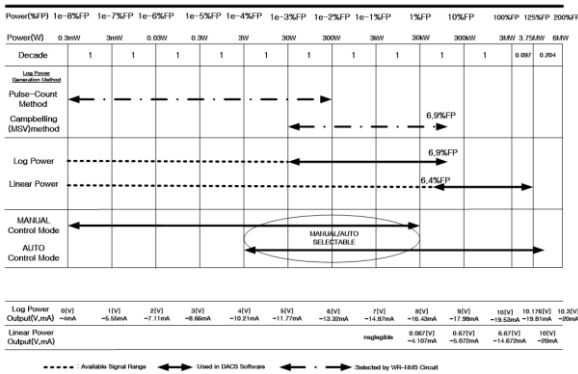 Power(%FP) 1e-8%FP 1e-7%FP 1e-6%FP 1e-5%FP 1e-4%FP 1e-3%FP 1e-2%FP 1e-1%FP 1%FP 10%FP 100%FP 125%FP 200%FP
Power(W) 0.3mW 3mW 0.03W 0.3W 3W 30W 300W 3kW 30kW 300kW 3MW 3.75MW 6MW
Decade 1 1 1 1 1 1 1 1 1 1 0.097 0.204
Log Power
Generation Method
Pulse-Count
Method
Campbelling
(MSV)method
6,9%FP
Log Power
6,9%FP
Linear Power
6,4%FP
MANUAL
Control Mode
MANUAL/AUTO
SELECTABLE
AUTO
Control Mode
Log Power 0[V] 1[V] 2[V] 3[V] 4[V] 5[V] 6[V] 7[V] 8[V] 9[V] 10[V] 10.176[V] 10.3[V]
Output(V,mA) ~4mA ~5.55mA ~7.11mA ~8.66mA ~10.21mA ~11.77mA ~13.32mA ~14.87mA ~16.43mA ~17.98mA ~19.53mA ~19.81mA ~20mA
Linear Power 0.067[V] 0.67[V] 6.67[V] 10[V]
Output(V,mA) negligible ~4.107mA ~5.072mA ~14.672mA ~20mA
: Available Signal Range : Used in DACS Software :Selected by WR-NMS Circuit